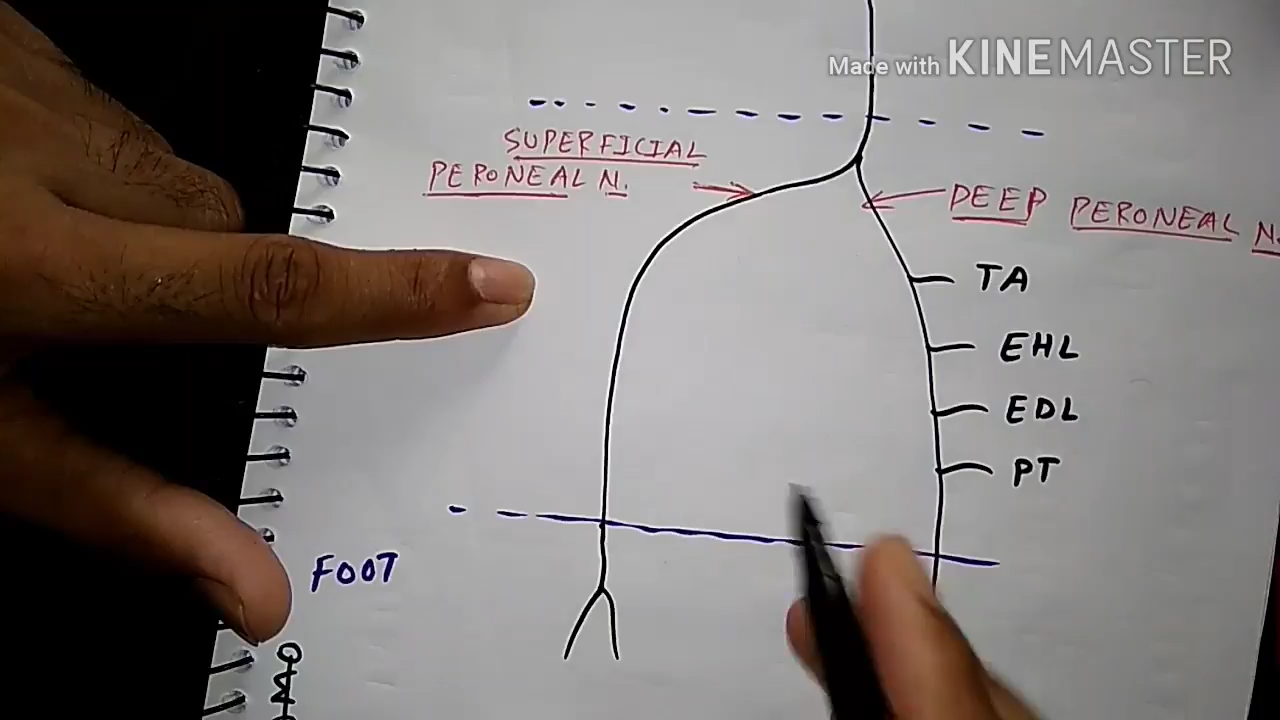 Made with KINEMASTER
SUPERFICIAL
PERONEAL N.
DEEP PERONEAL N.
TA
EHL
EDL
PT
FOOT